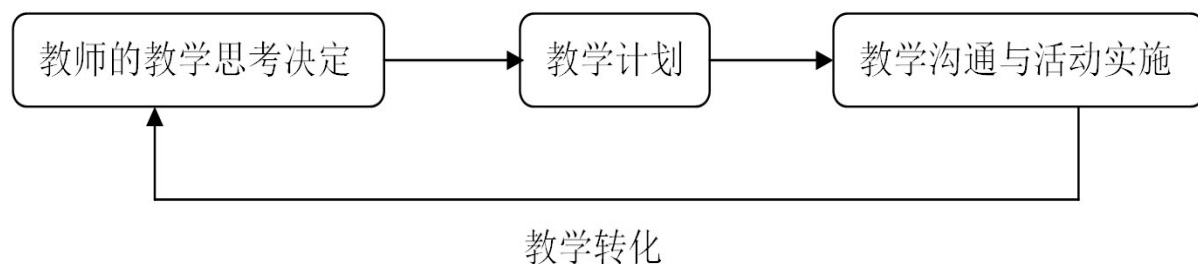 教师的教学思考决定
教学计划
教学沟通与活动实施
教学转化